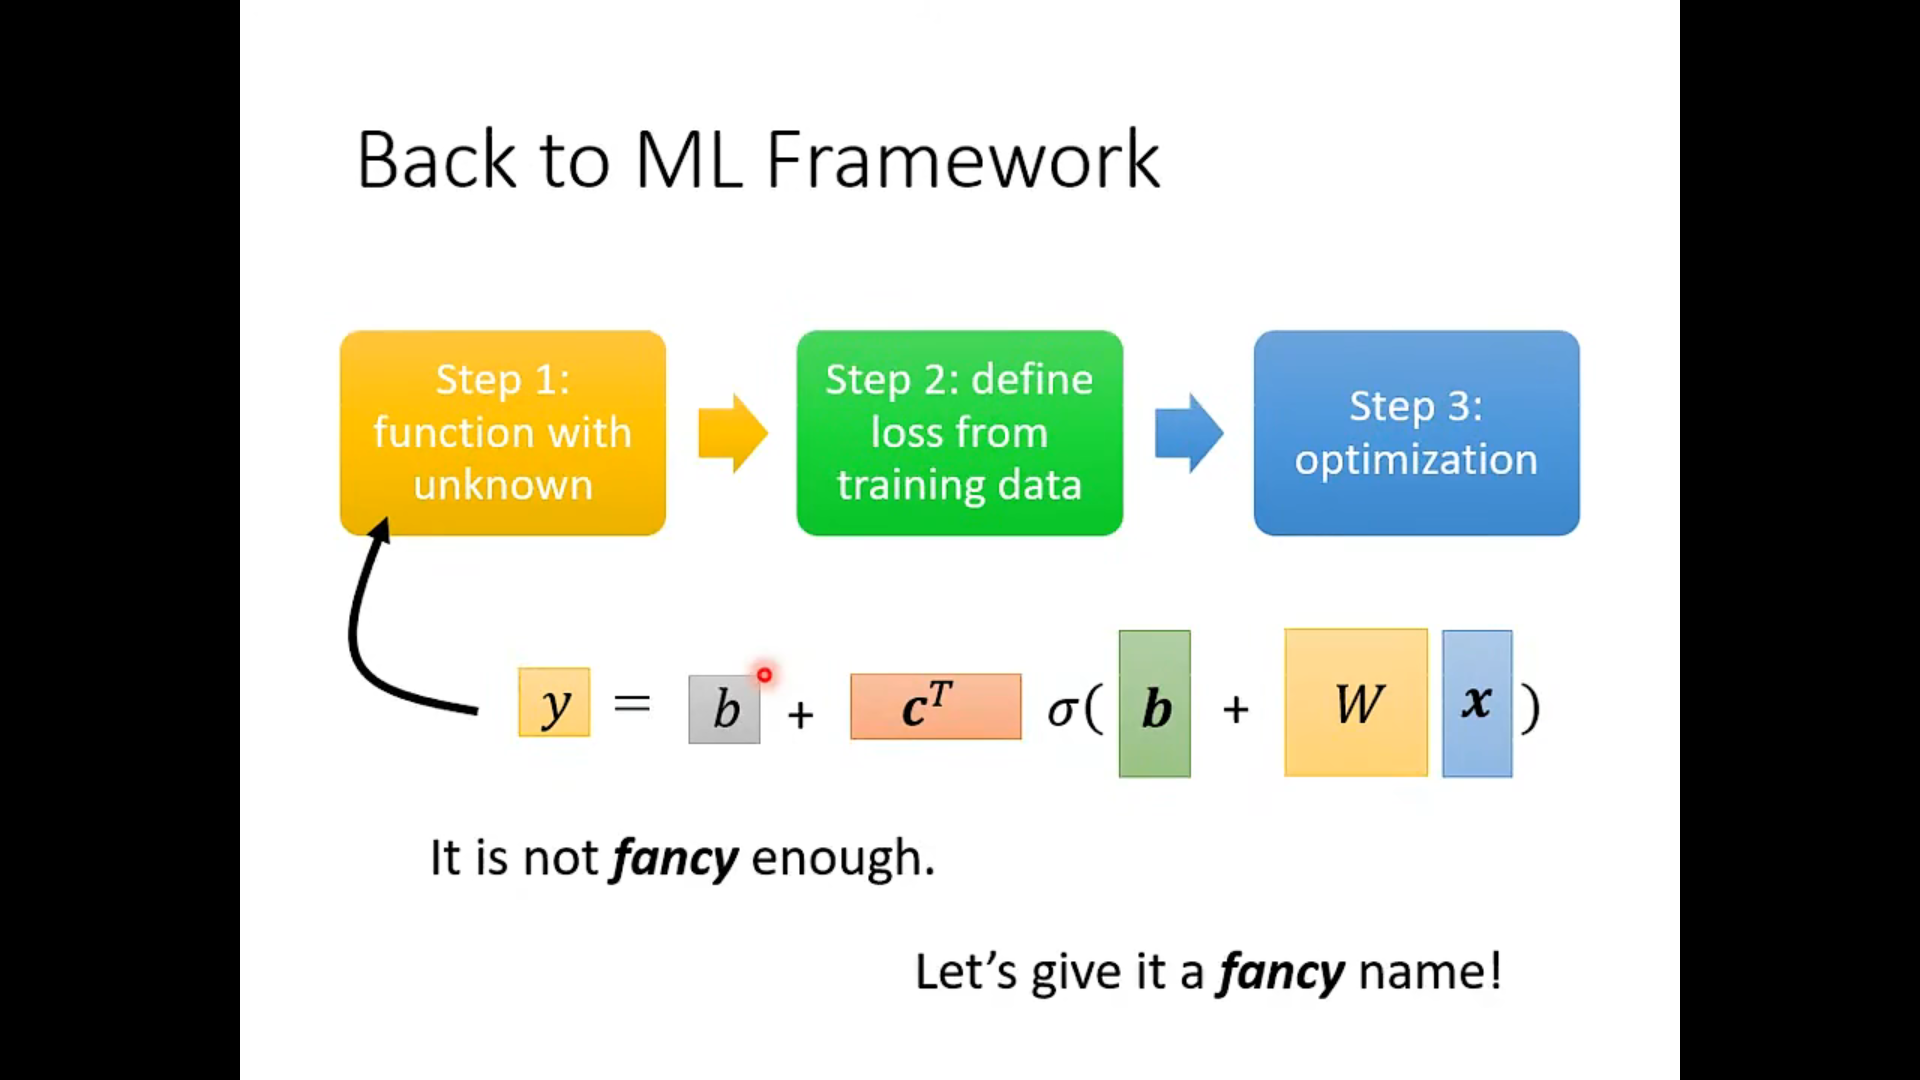 Back to ML Framework
Step 1:
function with
unknown
Step 2: define
loss from
training data
Step 3:
optimization
y = b + c^T σ( b + W x )
It is not fancy enough.
Let’s give it a fancy name!